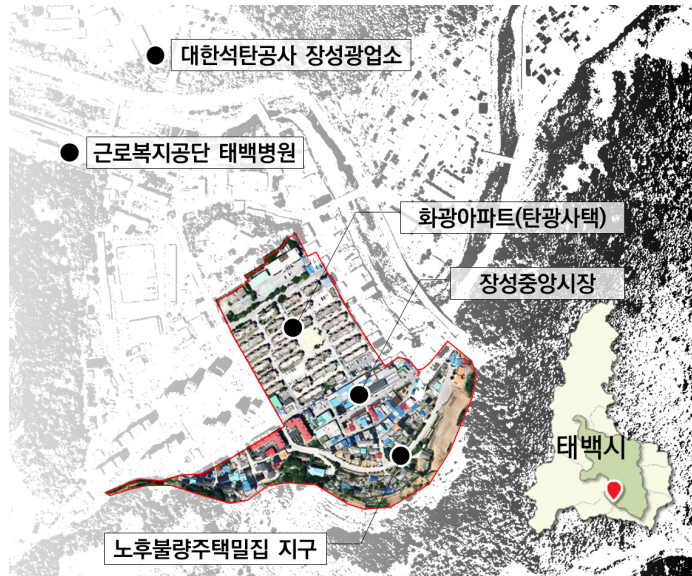 대한석탄공사 장성광업소
근로복지공단 태백병원
화광아파트(탄광사택)
장성중앙시장
태백시
노후불량주택밀집 지구